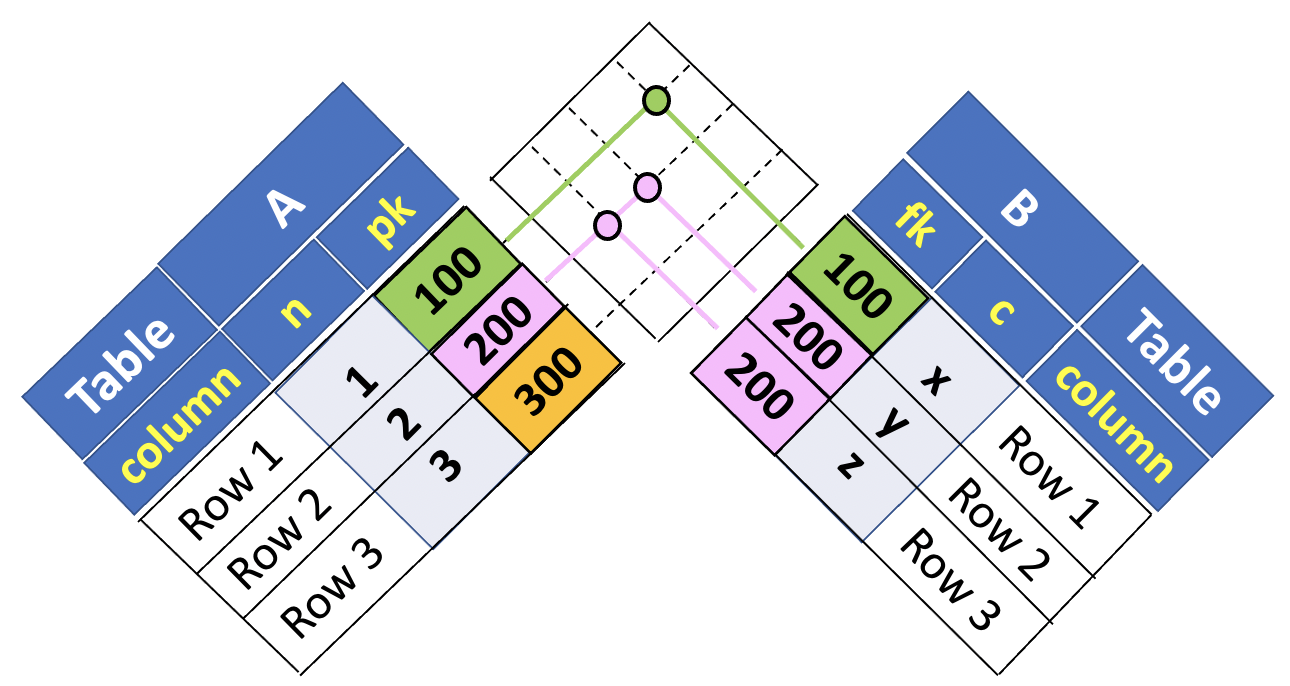 Table A
column n pk
Row 1 1 100
Row 2 2 200
Row 3 3 300
B Table
fk c column
100 x Row 1
200 y Row 2
200 z Row 3